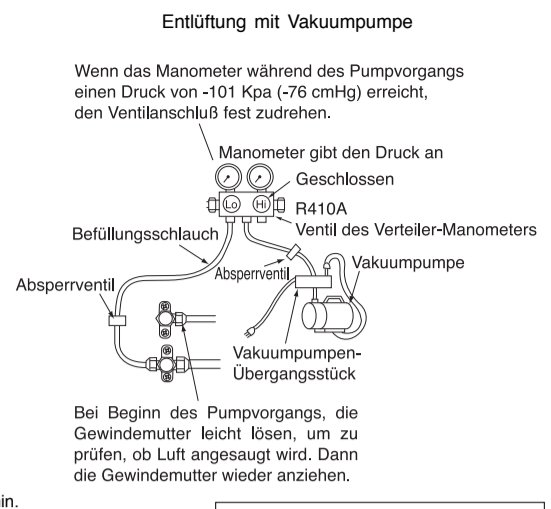 Entlüftung mit Vakuumpumpe
Wenn das Manometer während des Pumpvorgangs
einen Druck von -101 Kpa (-76 cmHg) erreicht,
den Ventilanschluß fest zudrehen.
Manometer gibt den Druck an
Geschlossen
Lo
Hi
R410A
Ventil des Verteiler-Manometers
Befüllungsschlauch
Absperrventil
Vakuumpumpe
Absperrventil
Vakuumpumpen-
Übergangsstück
Bei Beginn des Pumpvorgangs, die
Gewindemutter leicht lösen, um zu
prüfen, ob Luft angesaugt wird. Dann
die Gewindemutter wieder anziehen.